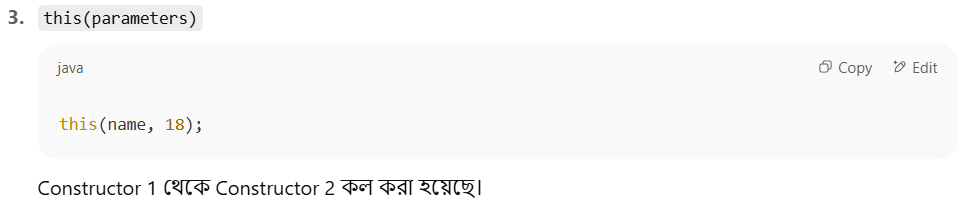 3. this(parameters)
java Copy Edit
this(name, 18);
Constructor 1 থেকে Constructor 2 কল করা হয়েছে।